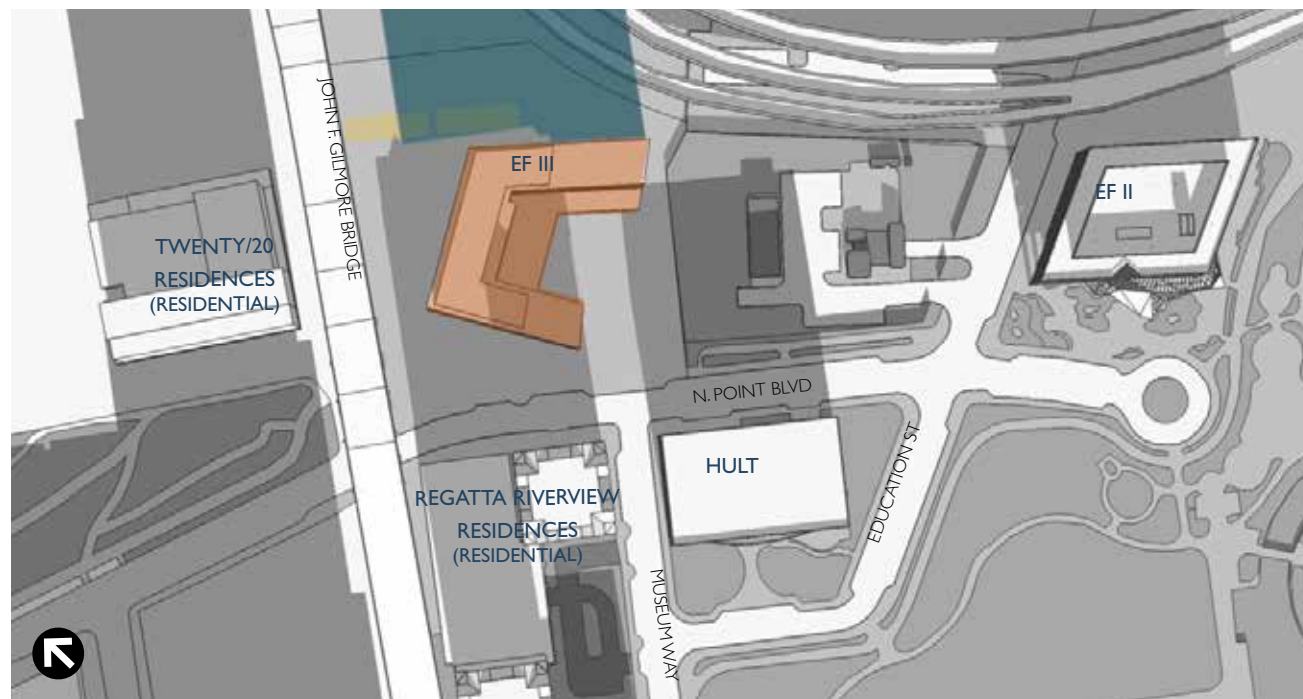 JOHN F. GILMORE BRIDGE
EF III
EF II
TWENTY/20
RESIDENCES
(RESIDENTIAL)
N. POINT BLVD
HULT
EDUCATION ST
REGATTA RIVERVIEW
RESIDENCES
(RESIDENTIAL)
MUSEUM WAY